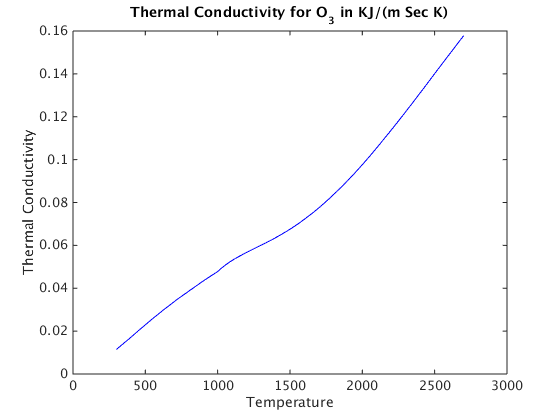 Thermal Conductivity for O3 in KJ/(m Sec K)
0.16
0.14
0.12
0.1
0.08
0.06
0.04
0.02
0
Thermal Conductivity
0 500 1000 1500 2000 2500 3000
Temperature